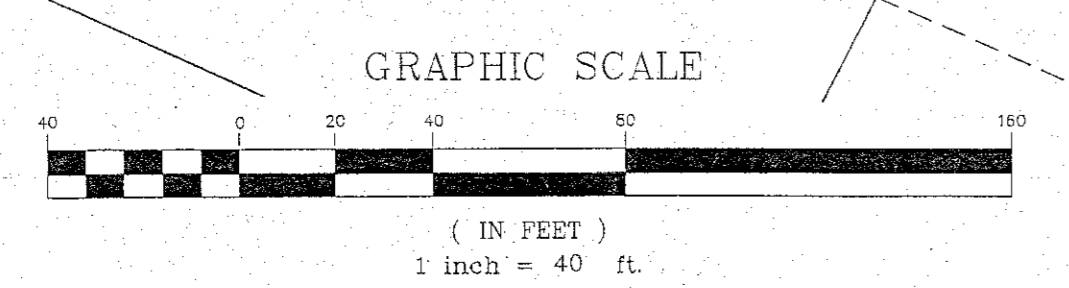 GRAPHIC SCALE
40 0 20 40 80 160
( IN FEET )
1 inch = 40 ft.